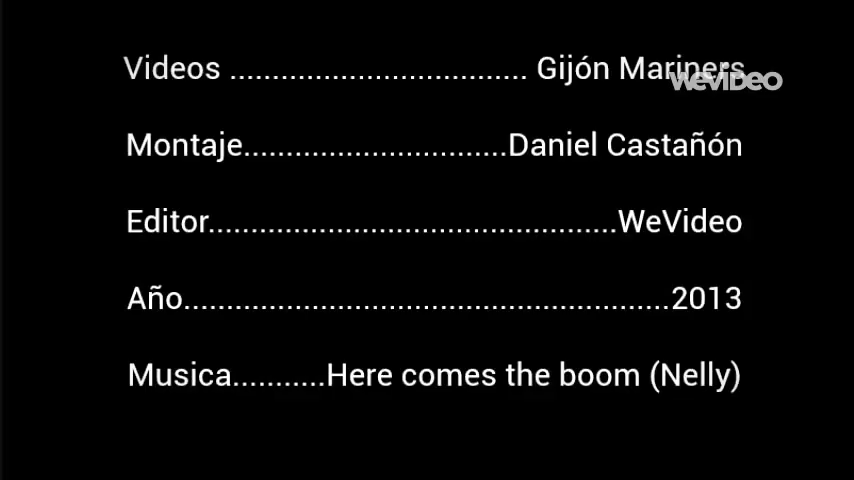 Videos ................................... Gijón Mariners
WeVideo
Montaje...............................Daniel Castañón
Editor................................................WeVideo
Año.........................................................2013
Musica...........Here comes the boom (Nelly)